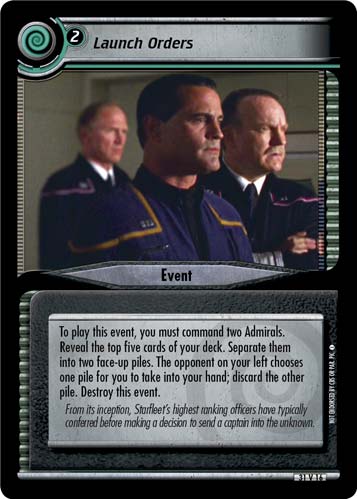 2
Launch Orders
Event
To play this event, you must command two Admirals.
Reveal the top five cards of your deck. Separate them
into two face-up piles. The opponent on your left chooses
one pile for you to take into your hand; discard the other
pile. Destroy this event.
From its inception, Starfleet's highest ranking officers have typically
conferred before making a decision to send a captain into the unknown.
NOT ENDORSED BY CBS OR PAR. PIC.
31 V 16